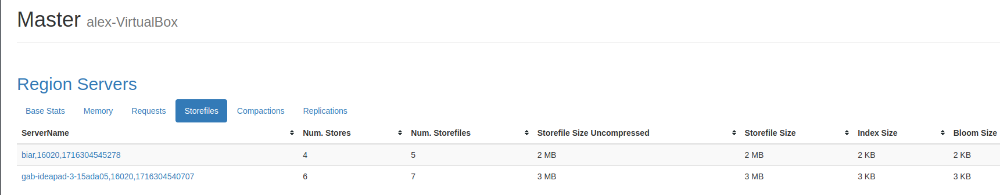 Master alex-VirtualBox
Region Servers
Base Stats Memory Requests Storefiles Compactions Replications
ServerName Num. Stores Num. Storefiles Storefile Size Uncompressed Storefile Size Index Size Bloom Size
biar,16020,1716304545278 4 5 2 MB 2 MB 2 KB 2 KB
gab-ideapad-3-15ada05,16020,1716304540707 6 7 3 MB 3 MB 3 KB 3 KB